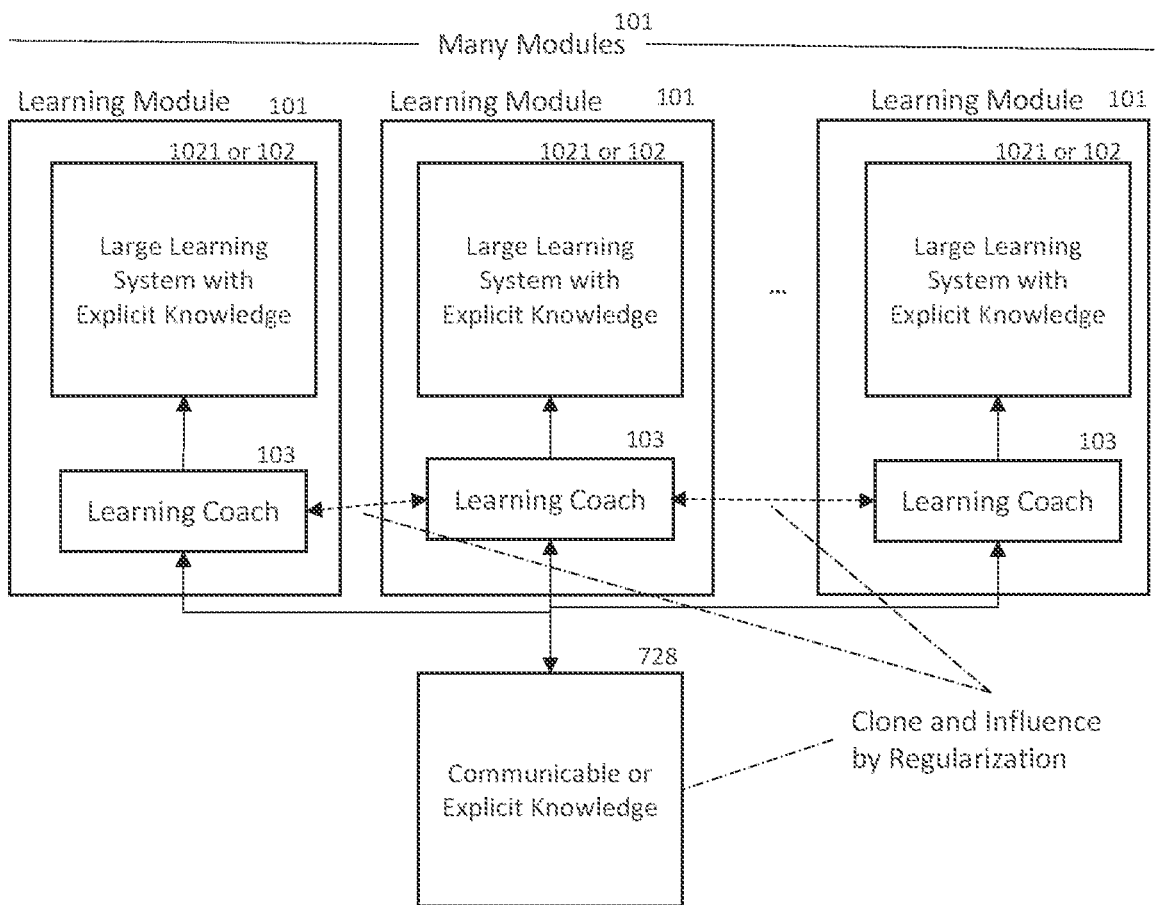 101
Many Modules
Learning Module 101
Learning Module 101
Learning Module 101
1021 or 102
1021 or 102
1021 or 102
Large Learning
System with
Explicit Knowledge
Large Learning
System with
Explicit Knowledge
...
Large Learning
System with
Explicit Knowledge
103
103
103
Learning Coach
Learning Coach
Learning Coach
728
Communicable or
Explicit Knowledge
Clone and Influence
by Regularization